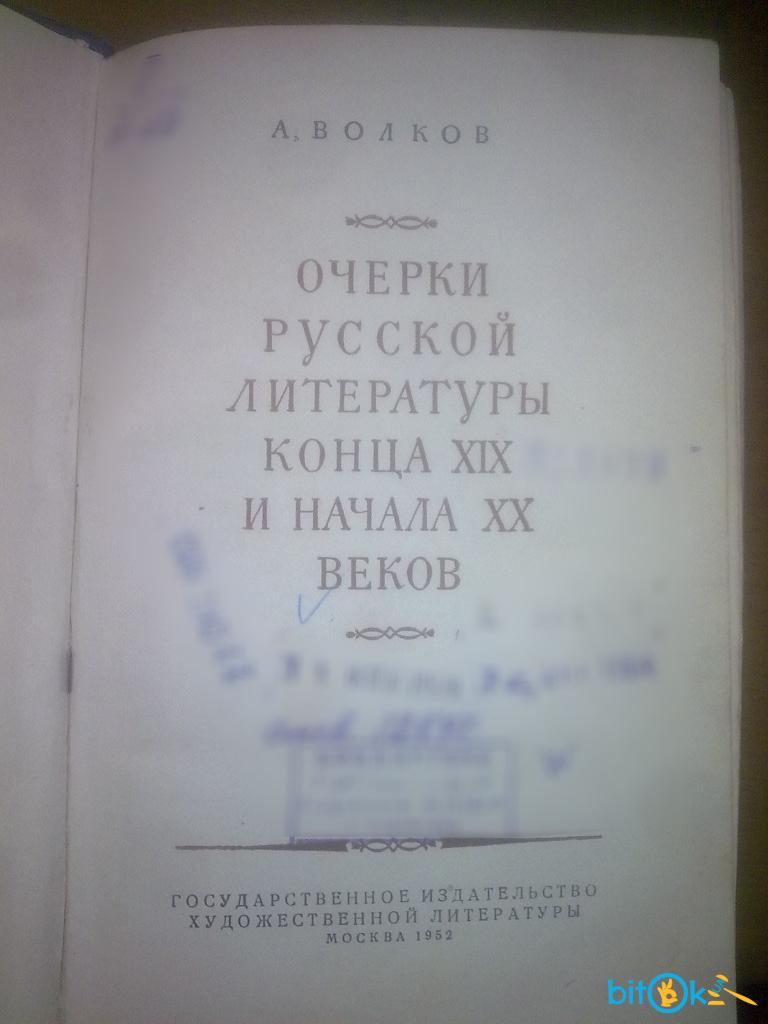 А. ВОЛКОВ
ОЧЕРКИ
РУССКОЙ
ЛИТЕРАТУРЫ
КОНЦА XIX
И НАЧАЛА XX
ВЕКОВ
ГОСУДАРСТВЕННОЕ ИЗДАТЕЛЬСТВО
ХУДОЖЕСТВЕННОЙ ЛИТЕРАТУРЫ
МОСКВА 1952
bitOk